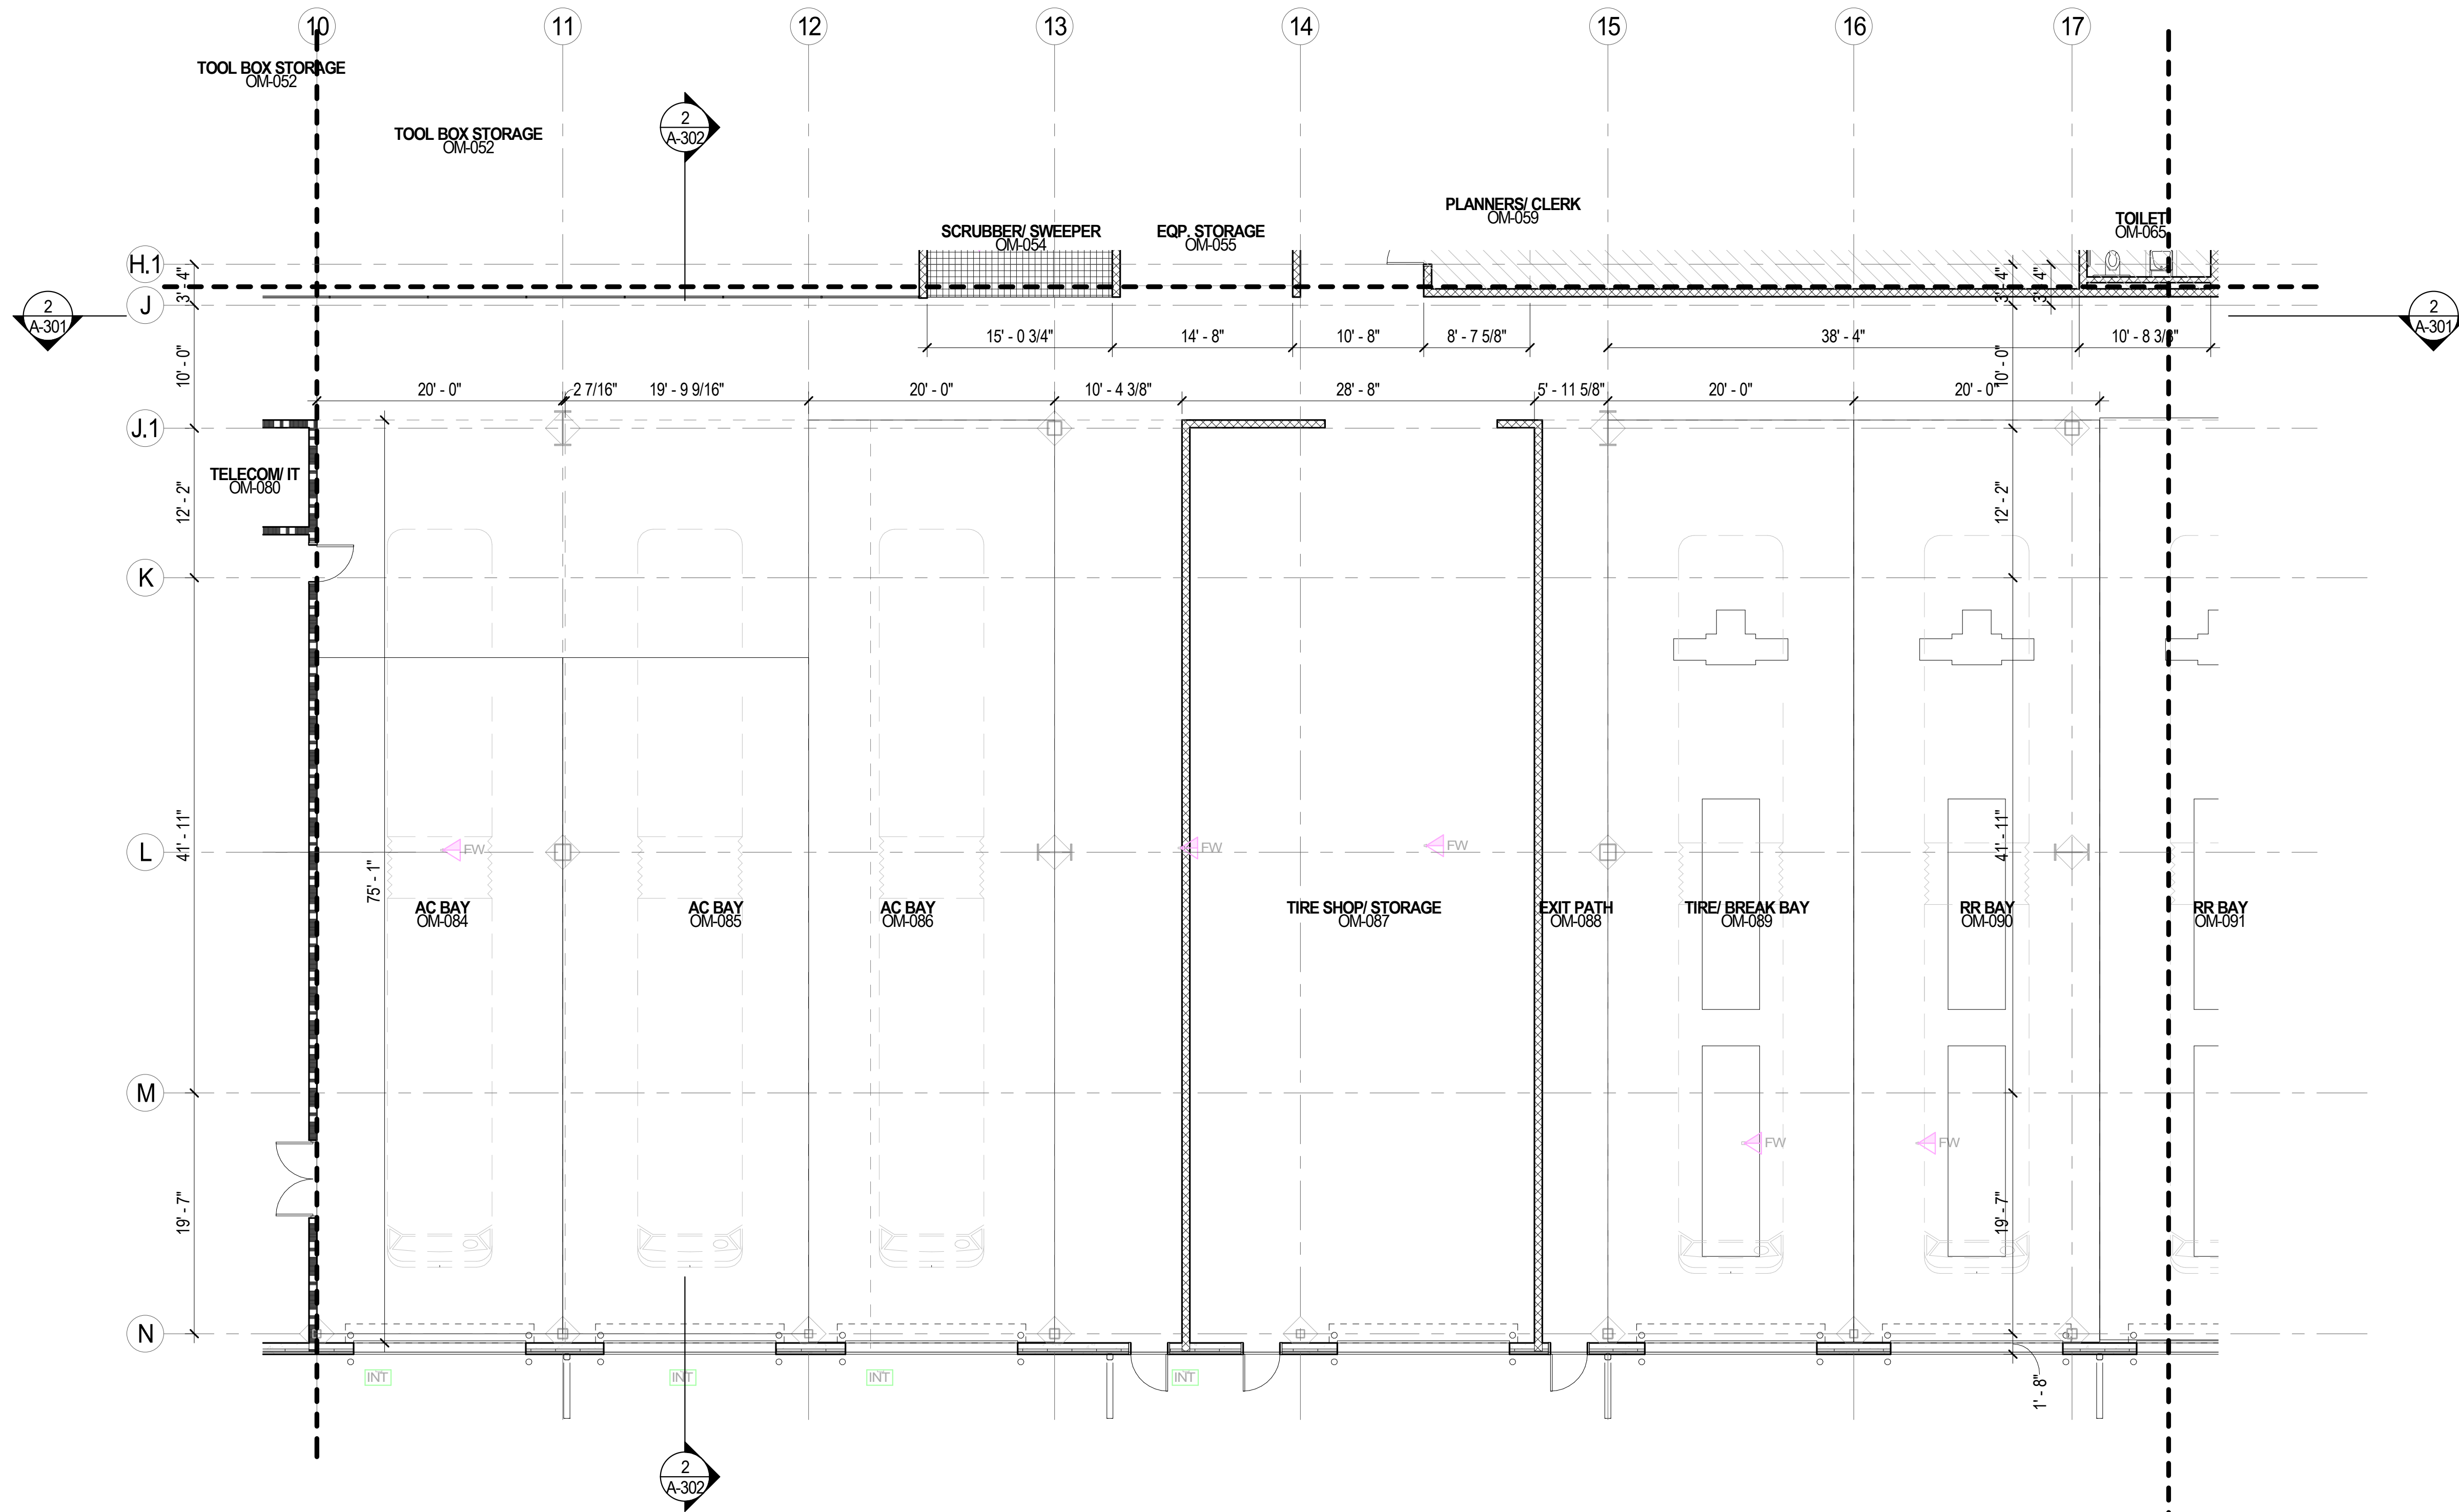 10
11
12
13
14
15
16
17
TOOL BOX STORAGE
OM-052
TOOL BOX STORAGE
OM-052
2
A-302
SCRUBBER/ SWEEPER
OM-054
EQP. STORAGE
OM-055
PLANNERS/ CLERK
OM-059
TOILET
OM-065
H.1
3' - 4"
3' - 4"
3' - 4"
J
2
A-301
2
A-301
15' - 0 3/4"
14' - 8"
10' - 8"
8' - 7 5/8"
38' - 4"
10' - 8 3/8"
10' - 0"
10' - 0"
20' - 0"
2 7/16"
19' - 9 9/16"
20' - 0"
10' - 4 3/8"
28' - 8"
5' - 11 5/8"
20' - 0"
20' - 0"
J.1
TELECOM/ IT
OM-080
12' - 2"
12' - 2"
K
L
41' - 11"
41' - 11"
75' - 1"
FW
FW
FW
AC BAY
OM-084
AC BAY
OM-085
AC BAY
OM-086
TIRE SHOP/ STORAGE
OM-087
EXIT PATH
OM-088
TIRE/ BREAK BAY
OM-089
RR BAY
OM-090
RR BAY
OM-091
M
FW
FW
19' - 7"
19' - 7"
N
INT
INT
INT
INT
1' - 8"
2
A-302